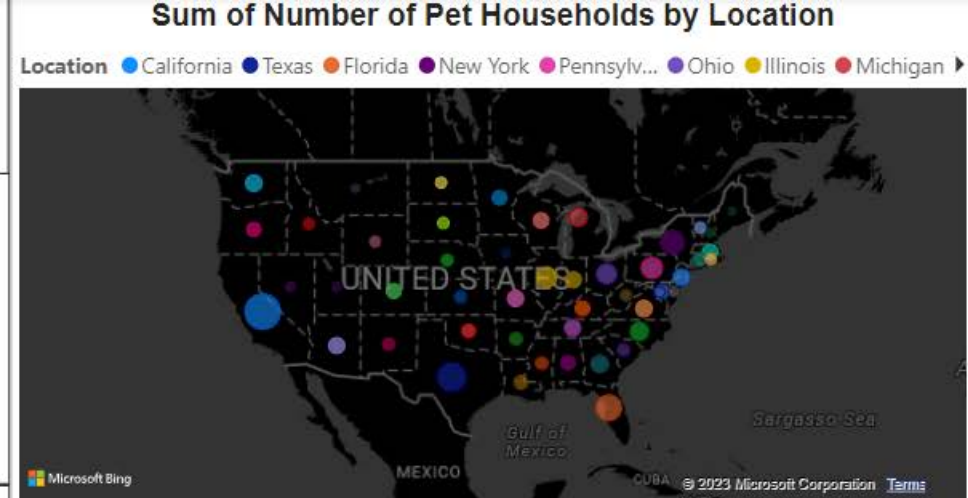 Sum of Number of Pet Households by Location
Location California Texas Florida New York Pennsylv... Ohio Illinois Michigan
UNITED STATES
Sargasso Sea
Gulf of
Mexico
MEXICO
CUBA
A
Microsoft Bing
© 2023 Microsoft Corporation Terms